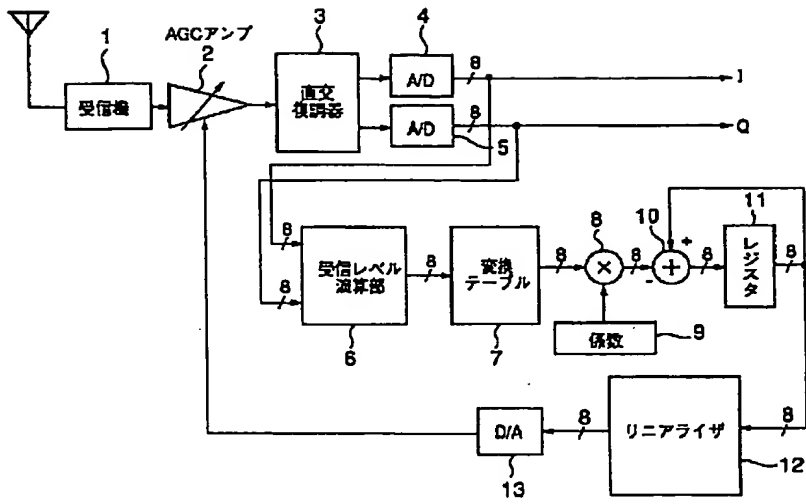 AGCアンプ
1
2
3
4
受信機
直交
復調器
A/D
8
I
A/D
8
Q
5
8
8
受信レベル
演算部
6
8
変換
テーブル
7
8
8
×
8
係数
9
10
+
-
+
8
11
レジスタ
8
D/A
13
8
リニアライザ
12
8